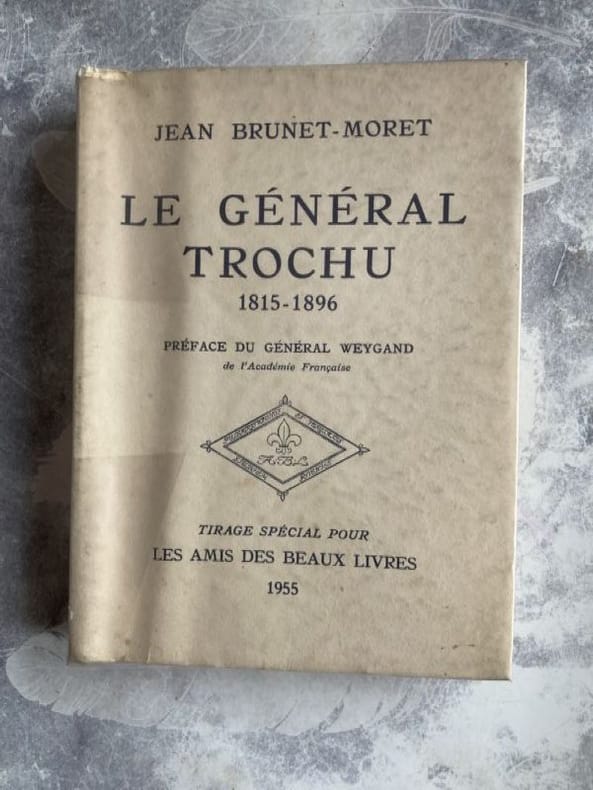 JEAN BRUNET-MORET
LE GÉNÉRAL
TROCHU
1815-1896
PRÉFACE DU GÉNÉRAL WEYGAND
de l'Académie Française
A.B.L.
TIRAGE SPÉCIAL POUR
LES AMIS DES BEAUX LIVRES
1955